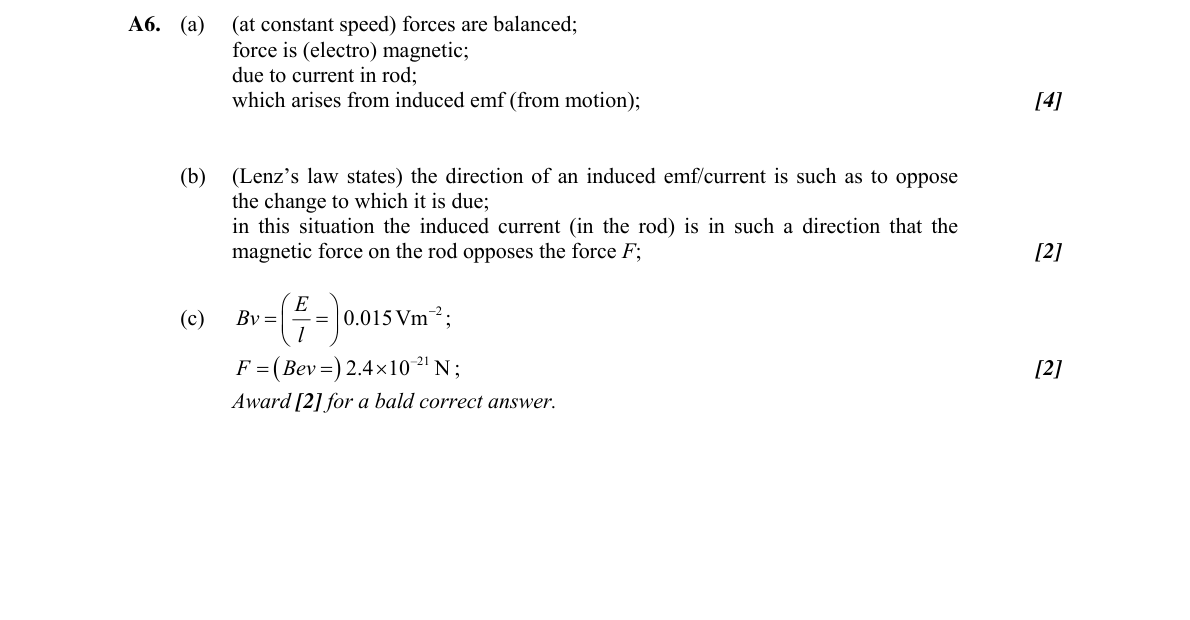 A6. (a) (at constant speed) forces are balanced;
force is (electro) magnetic;
due to current in rod;
which arises from induced emf (from motion); [4]
(b) (Lenz’s law states) the direction of an induced emf/current is such as to oppose
the change to which it is due;
in this situation the induced current (in the rod) is in such a direction that the
magnetic force on the rod opposes the force F; [2]
(c) Bv = (E/l =) 0.015 Vm⁻²;
F = (Bev =) 2.4×10⁻²¹ N; [2]
Award [2] for a bald correct answer.